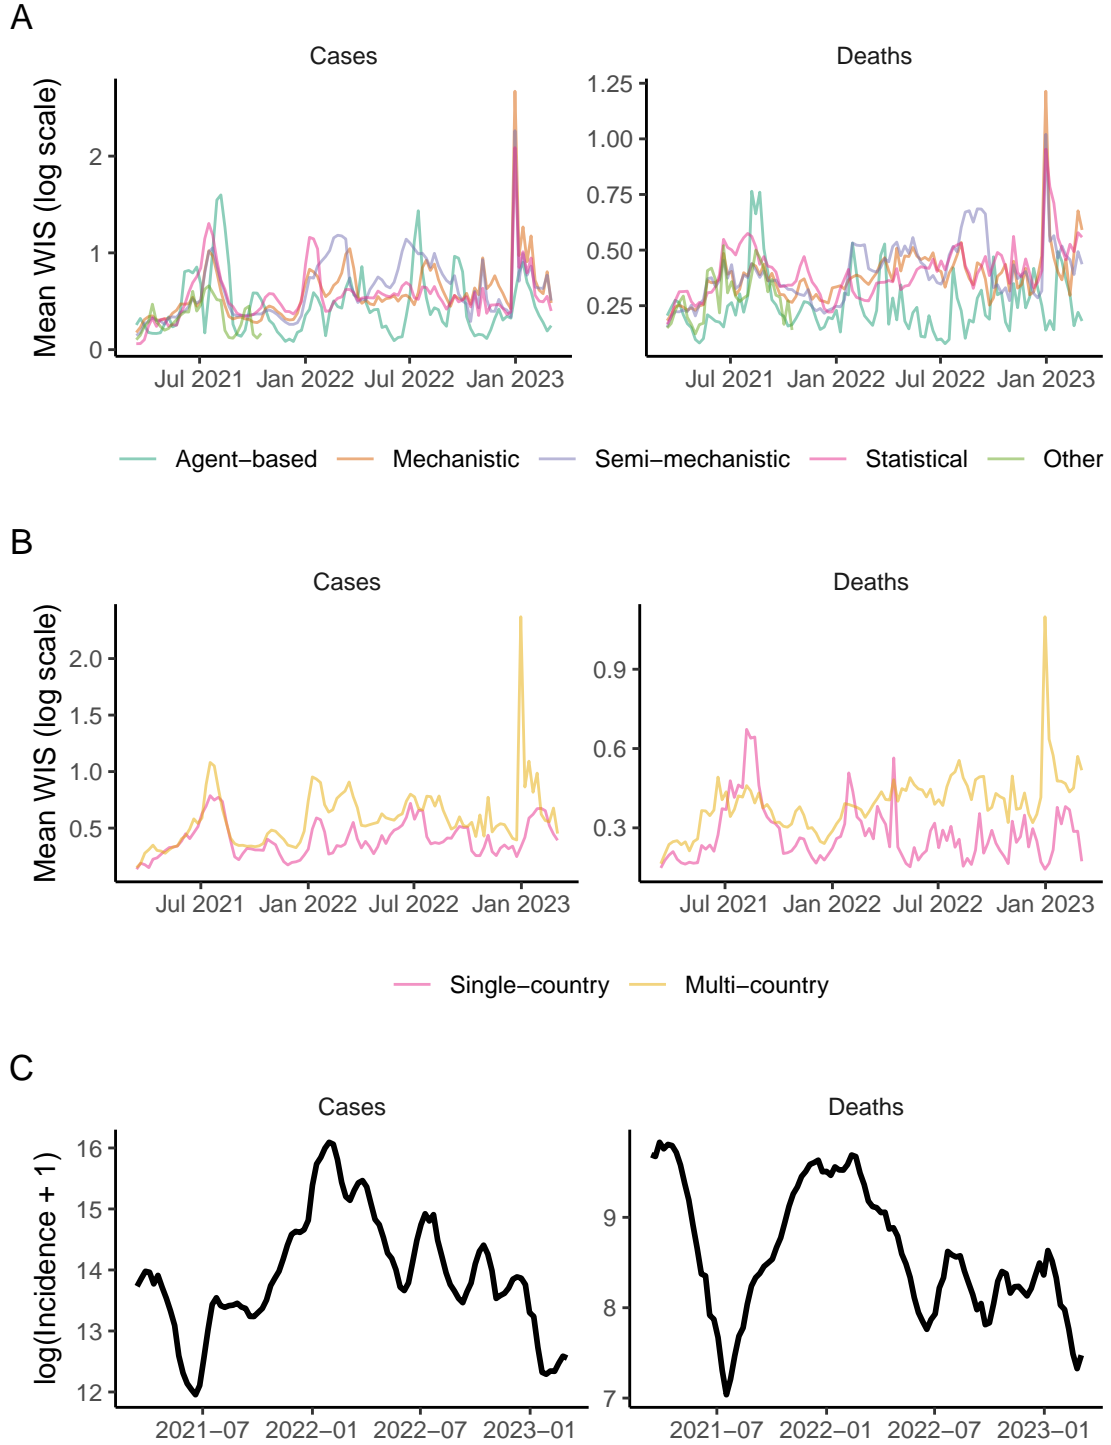 A
Cases
Deaths
Mean WIS (log scale)
2
1
0
1.25
1.00
0.75
0.50
0.25
Jul 2021 Jan 2022 Jul 2022 Jan 2023
Jul 2021 Jan 2022 Jul 2022 Jan 2023
Agent−based Mechanistic Semi−mechanistic Statistical Other
B
Cases
Deaths
Mean WIS (log scale)
2.0
1.5
1.0
0.5
0.9
0.6
0.3
Jul 2021 Jan 2022 Jul 2022 Jan 2023
Jul 2021 Jan 2022 Jul 2022 Jan 2023
Single−country Multi−country
C
Cases
Deaths
log(Incidence + 1)
16
15
14
13
12
9
8
7
2021−07 2022−01 2022−07 2023−01
2021−07 2022−01 2022−07 2023−01